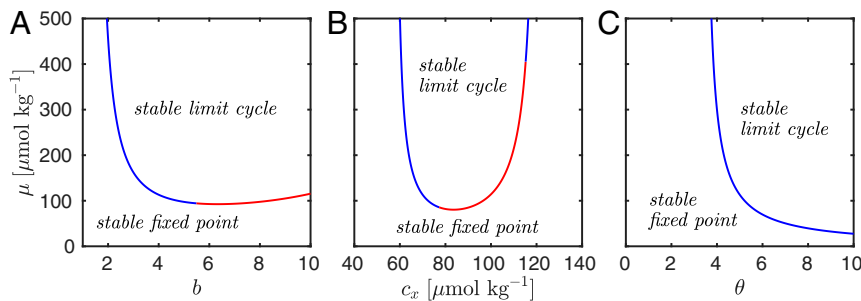 A
B
C
500
400
300
200
100
0
μ [μmol kg⁻¹]
stable limit cycle
stable fixed point
2
4
6
8
10
b
stable
limit cycle
stable fixed point
40
60
80
100
120
140
c_x [μmol kg⁻¹]
stable
limit cycle
stable
fixed point
0
2
4
6
8
10
θ